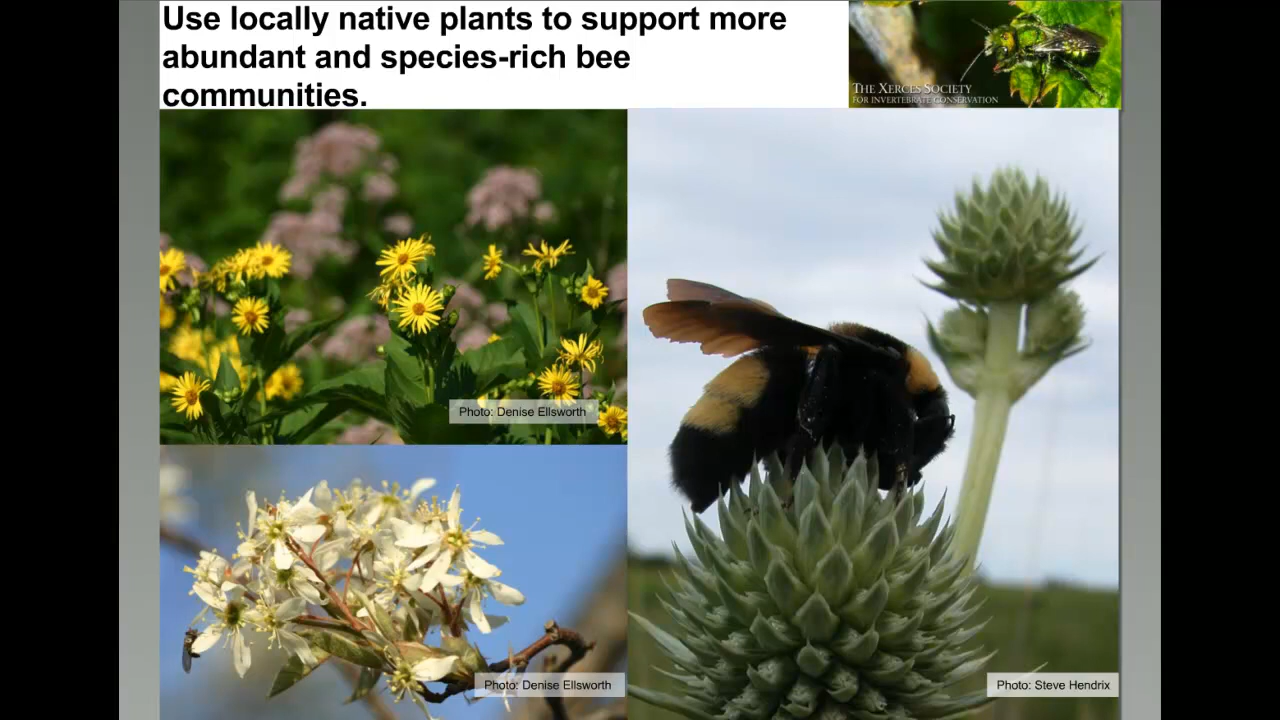 Use locally native plants to support more
abundant and species-rich bee
communities.
THE XERCES SOCIETY
FOR INVERTEBRATE CONSERVATION
Photo: Denise Ellsworth
Photo: Denise Ellsworth
Photo: Steve Hendrix